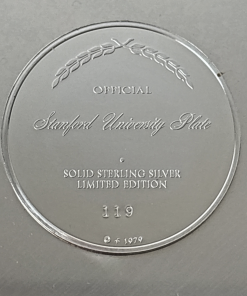 OFFICIAL
Stanford University Plate
SOLID STERLING SILVER
LIMITED EDITION
119
1979